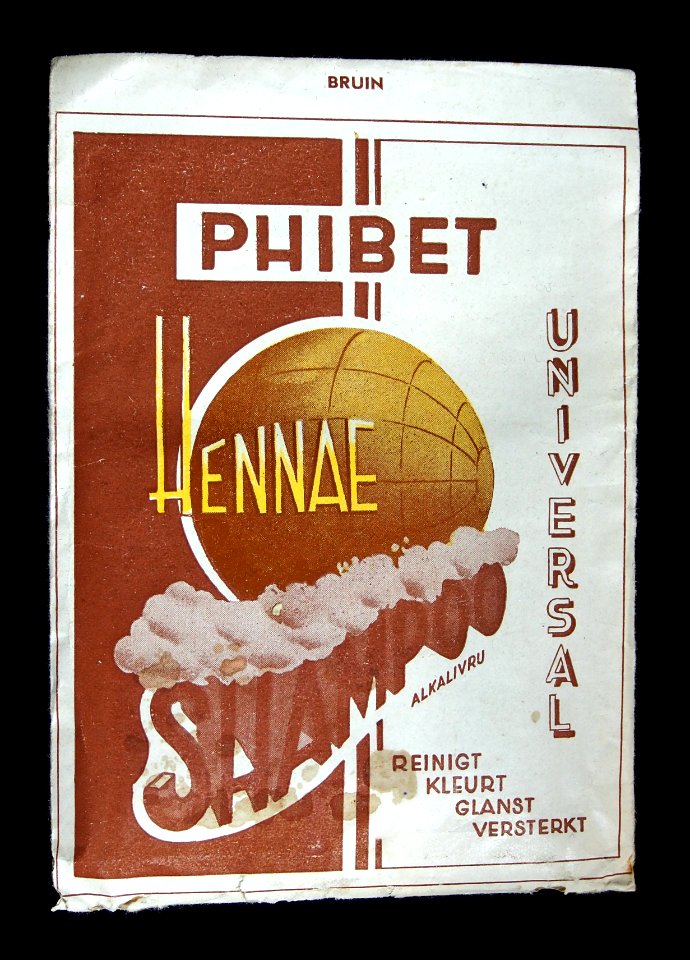 BRUIN
PHIBET
HENNAE
SHAMPOO
ALKALIVRIJ
UNIVERSAL
REINIGT
KLEURT
GLANST
VERSTERKT